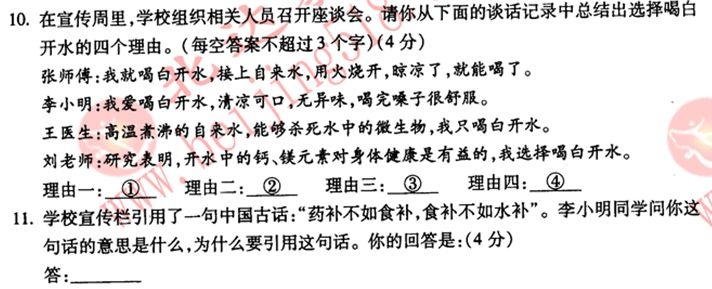 10. 在宣传周里,学校组织相关人员召开座谈会。请你从下面的谈话记录中总结出选择喝白
开水的四个理由。(每空答案不超过3个字)(4分)
张师傅:我就喝白开水,接上自来水,用火烧开,晾凉了,就能喝了。
李小明:我爱喝白开水,清凉可口,无异味,喝完嗓子很舒服。
王医生:高温煮沸的自来水,能够杀死水中的微生物,我只喝白开水。
刘老师:研究表明,开水中的钙、镁元素对身体健康是有益的,我选择喝白开水。
理由一: ① 理由二: ② 理由三: ③ 理由四: ④
11. 学校宣传栏引用了一句中国古话:“药补不如食补,食补不如水补”。李小明同学问你这
句话的意思是什么,为什么要引用这句话。你的回答是:(4分)
答:________